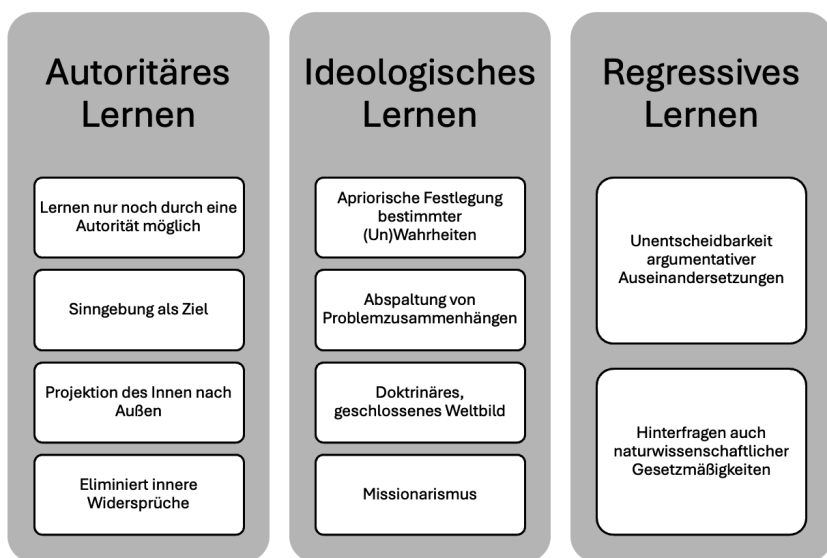 Autoritäres
Lernen
Lernen nur noch durch eine
Autorität möglich
Sinngebung als Ziel
Projektion des Innen nach
Außen
Eliminiert innere
Widersprüche
Ideologisches
Lernen
Apriorische Festlegung
bestimmter
(Un)Wahrheiten
Abspaltung von
Problemzusammenhängen
Doktrinäres,
geschlossenes Weltbild
Missionarismus
Regressives
Lernen
Unentscheidbarkeit
argumentativer
Auseinandersetzungen
Hinterfragen auch
naturwissenschaftlicher
Gesetzmäßigkeiten